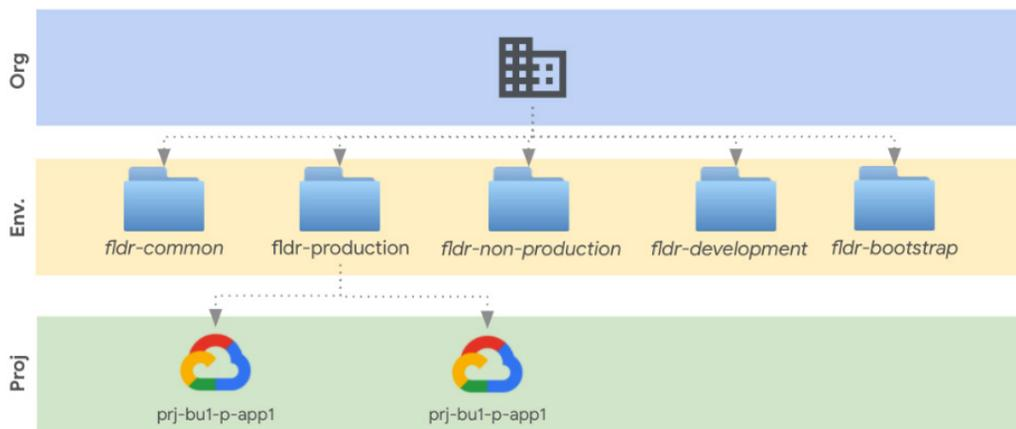 Org
Env.
fldr-common
fldr-production
fldr-non-production
fldr-development
fldr-bootstrap
Proj
prj-bu1-p-app1
prj-bu1-p-app1